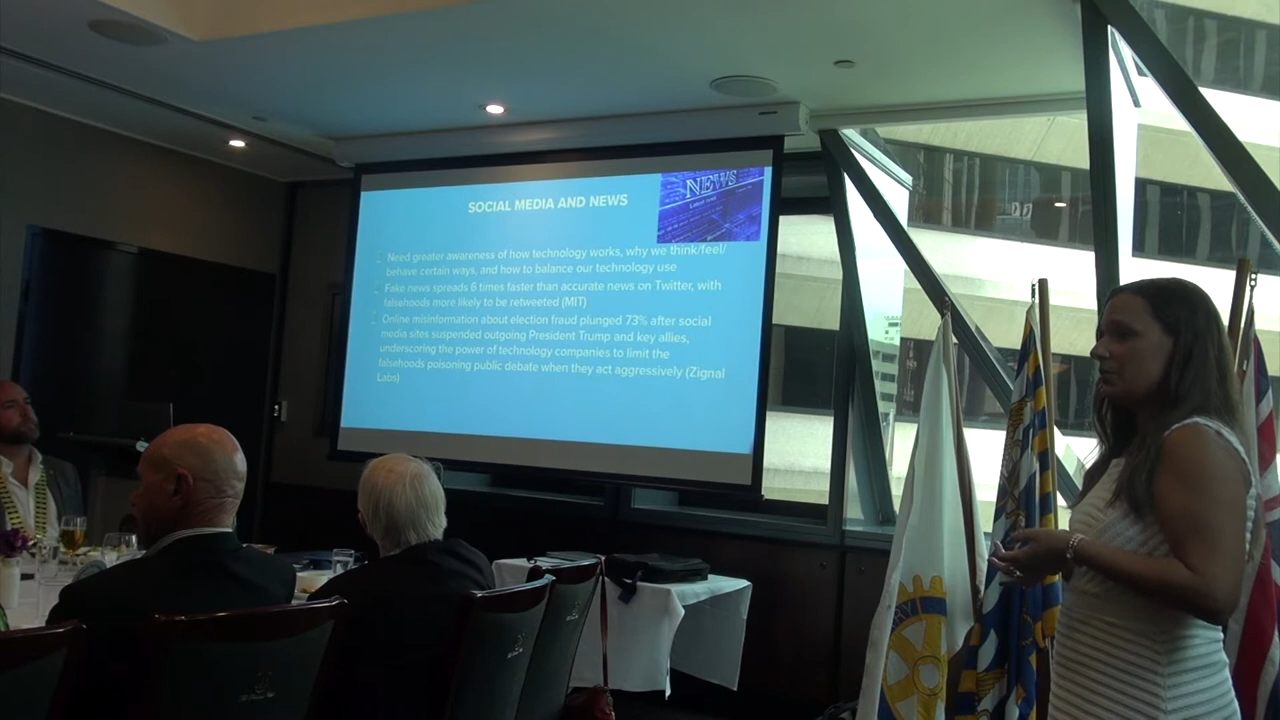 SOCIAL MEDIA AND NEWS
NEWS
Latest news
Need greater awareness of how technology works, why we think/feel/
behave certain ways, and how to balance our technology use
Fake news spreads 6 times faster than accurate news on Twitter, with
falsehoods more likely to be retweeted (MIT)
Online misinformation about election fraud plunged 73% after social
media sites suspended outgoing President Trump and key allies,
underscoring the power of technology companies to limit the
falsehoods poisoning public debate when they act aggressively (Zignal
Labs)